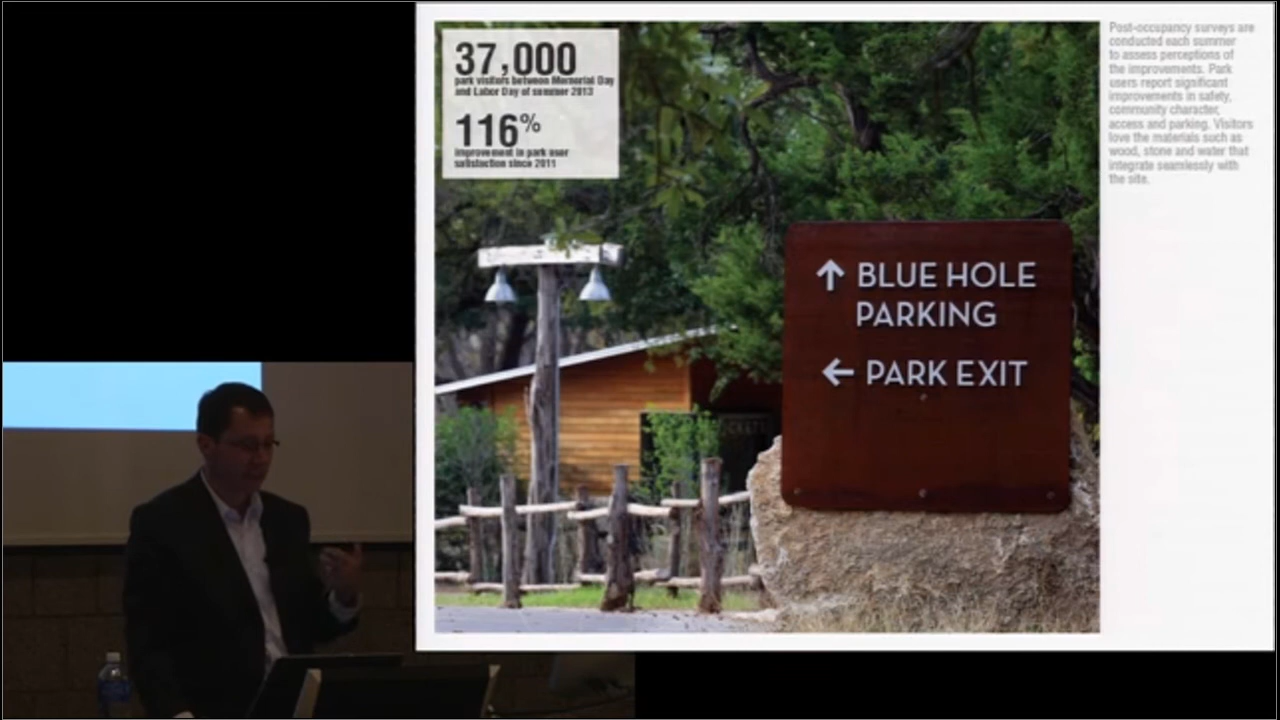 37,000
park visitors between Memorial Day
and Labor Day of summer 2013
116%
improvement in park user
satisfaction since 2011
Post-occupancy surveys are
conducted each summer
to assess perceptions of
the improvements. Park
users report significant
improvements in safety,
community character,
access and parking. Visitors
love the materials such as
wood, stone and water that
integrate seamlessly with
the site.
↑ BLUE HOLE
PARKING
← PARK EXIT